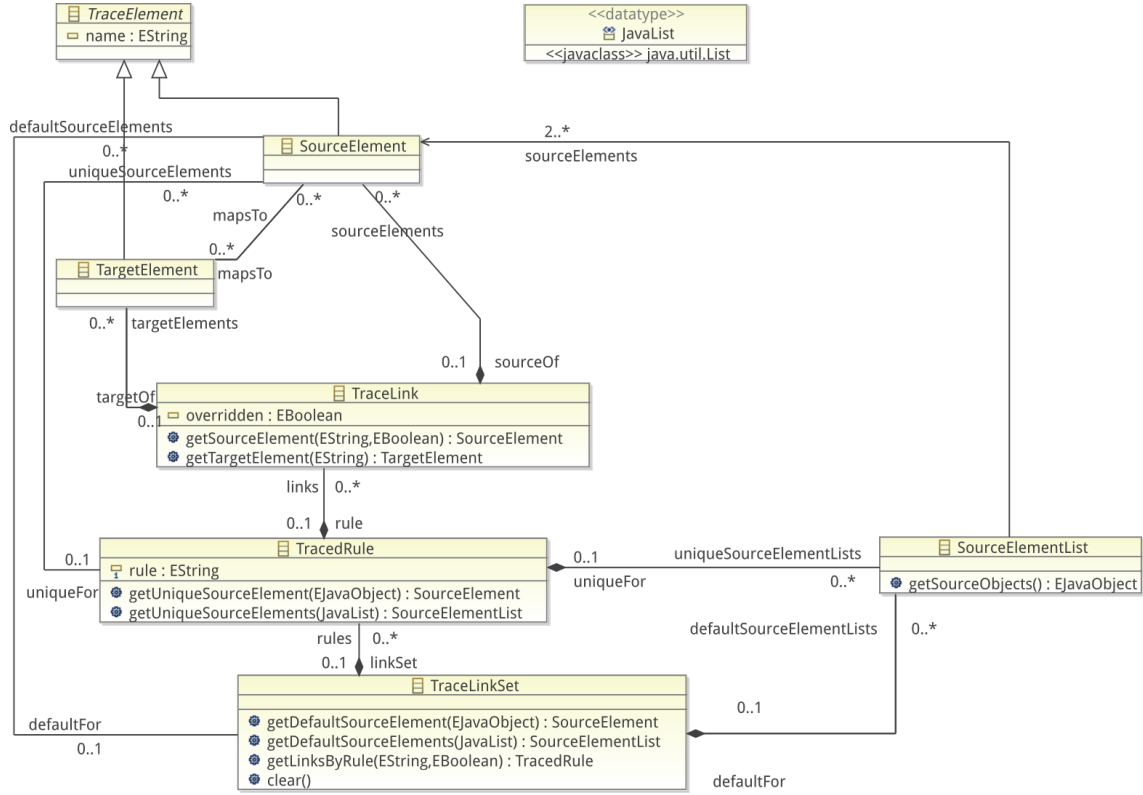 TraceElement
name : EString
<<datatype>>
JavaList
<<javaclass>> java.util.List
defaultSourceElements
0..*
SourceElement
2..*
sourceElements
uniqueSourceElements
0..*
0..*
0..*
mapsTo
sourceElements
0..*
mapsTo
TargetElement
0..*
targetElements
0..1
sourceOf
targetOf
0..1
TraceLink
overridden : EBoolean
getSourceElement(EString,EBoolean) : SourceElement
getTargetElement(EString) : TargetElement
links
0..*
0..1
rule
TracedRule
rule : EString
getUniqueSourceElement(EJavaObject) : SourceElement
getUniqueSourceElements(JavaList) : SourceElementList
0..1
uniqueFor
0..1
uniqueFor
uniqueSourceElementLists
0..*
SourceElementList
getSourceObjects() : EJavaObject
defaultSourceElementLists
0..*
rules
0..*
0..1
linkSet
TraceLinkSet
getDefaultSourceElement(EJavaObject) : SourceElement
getDefaultSourceElements(JavaList) : SourceElementList
getLinksByRule(EString,EBoolean) : TracedRule
clear()
defaultFor
0..1
0..1
defaultFor